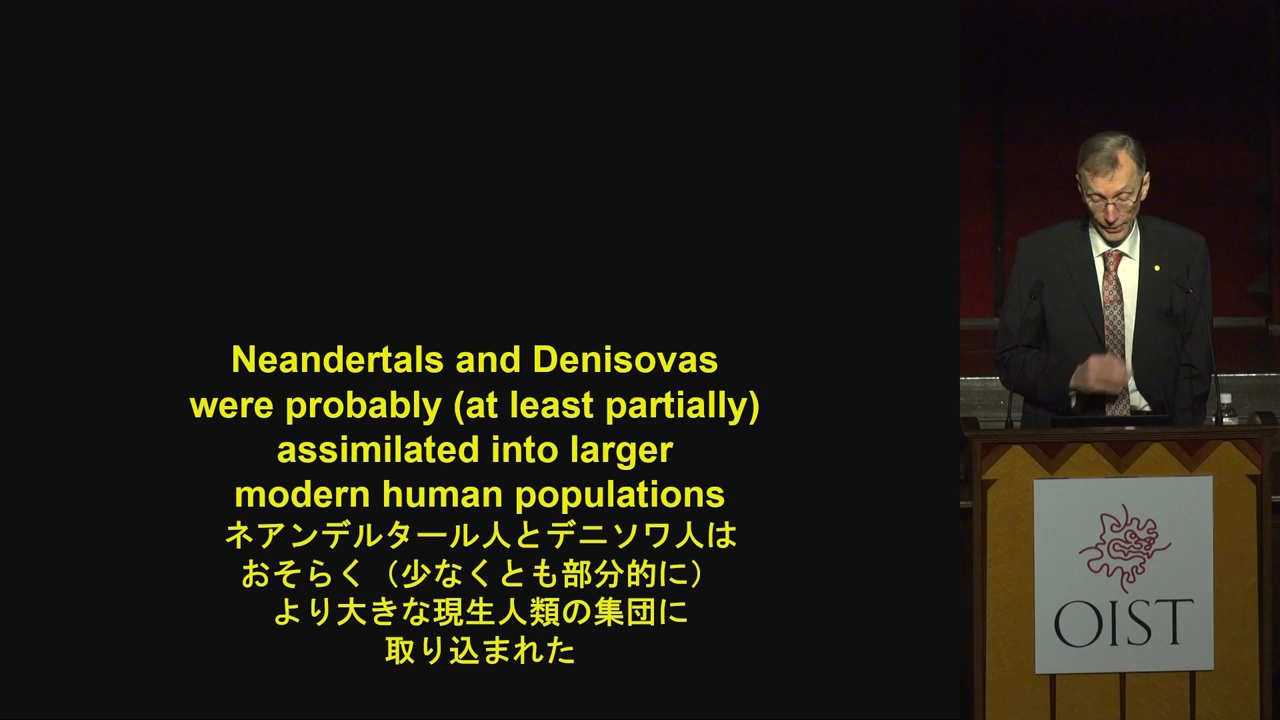 Neandertals and Denisovas
were probably (at least partially)
assimilated into larger
modern human populations
ネアンデルタール人とデニソワ人は
おそらく（少なくとも部分的に）
より大きな現生人類の集団に
取り込まれた
OIST